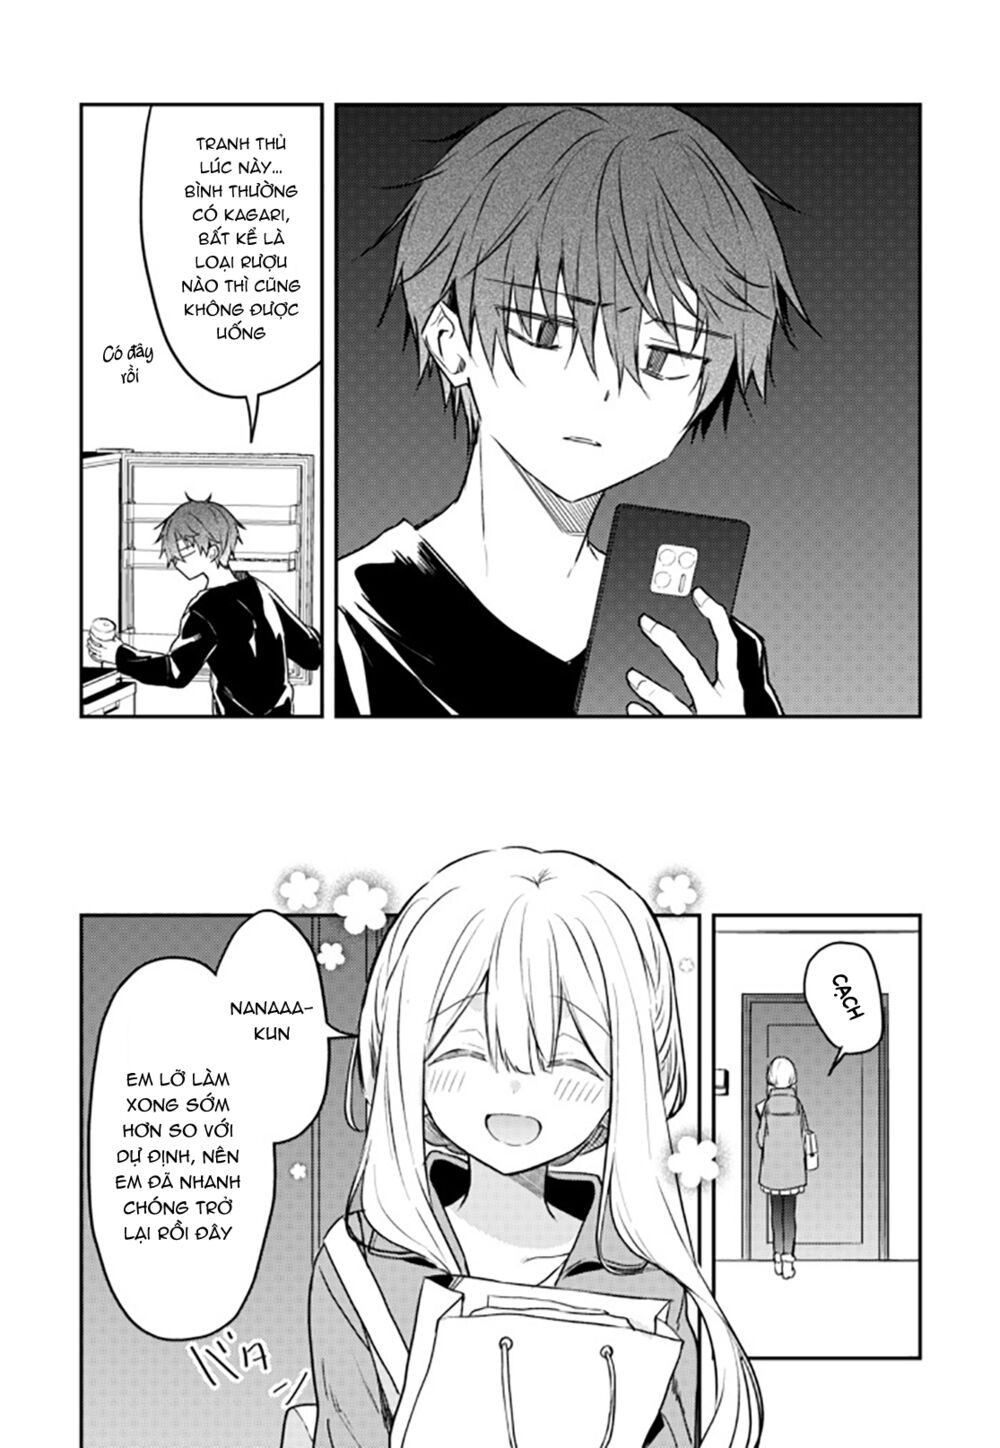 TRANH THỦ
LÚC NÀY...
BÌNH THƯỜNG
CÓ KAGARI,
BẤT KỂ LÀ
LOẠI RƯỢU
NÀO THÌ CŨNG
KHÔNG ĐƯỢC
UỐNG
Có đây
rồi
CẠCH
NANAAA-
KUN
EM LỠ LÀM
XONG SỚM
HƠN SO VỚI
DỰ ĐỊNH, NÊN
EM ĐÃ NHANH
CHÓNG TRỞ
LẠI RỒI ĐÂY
バタ